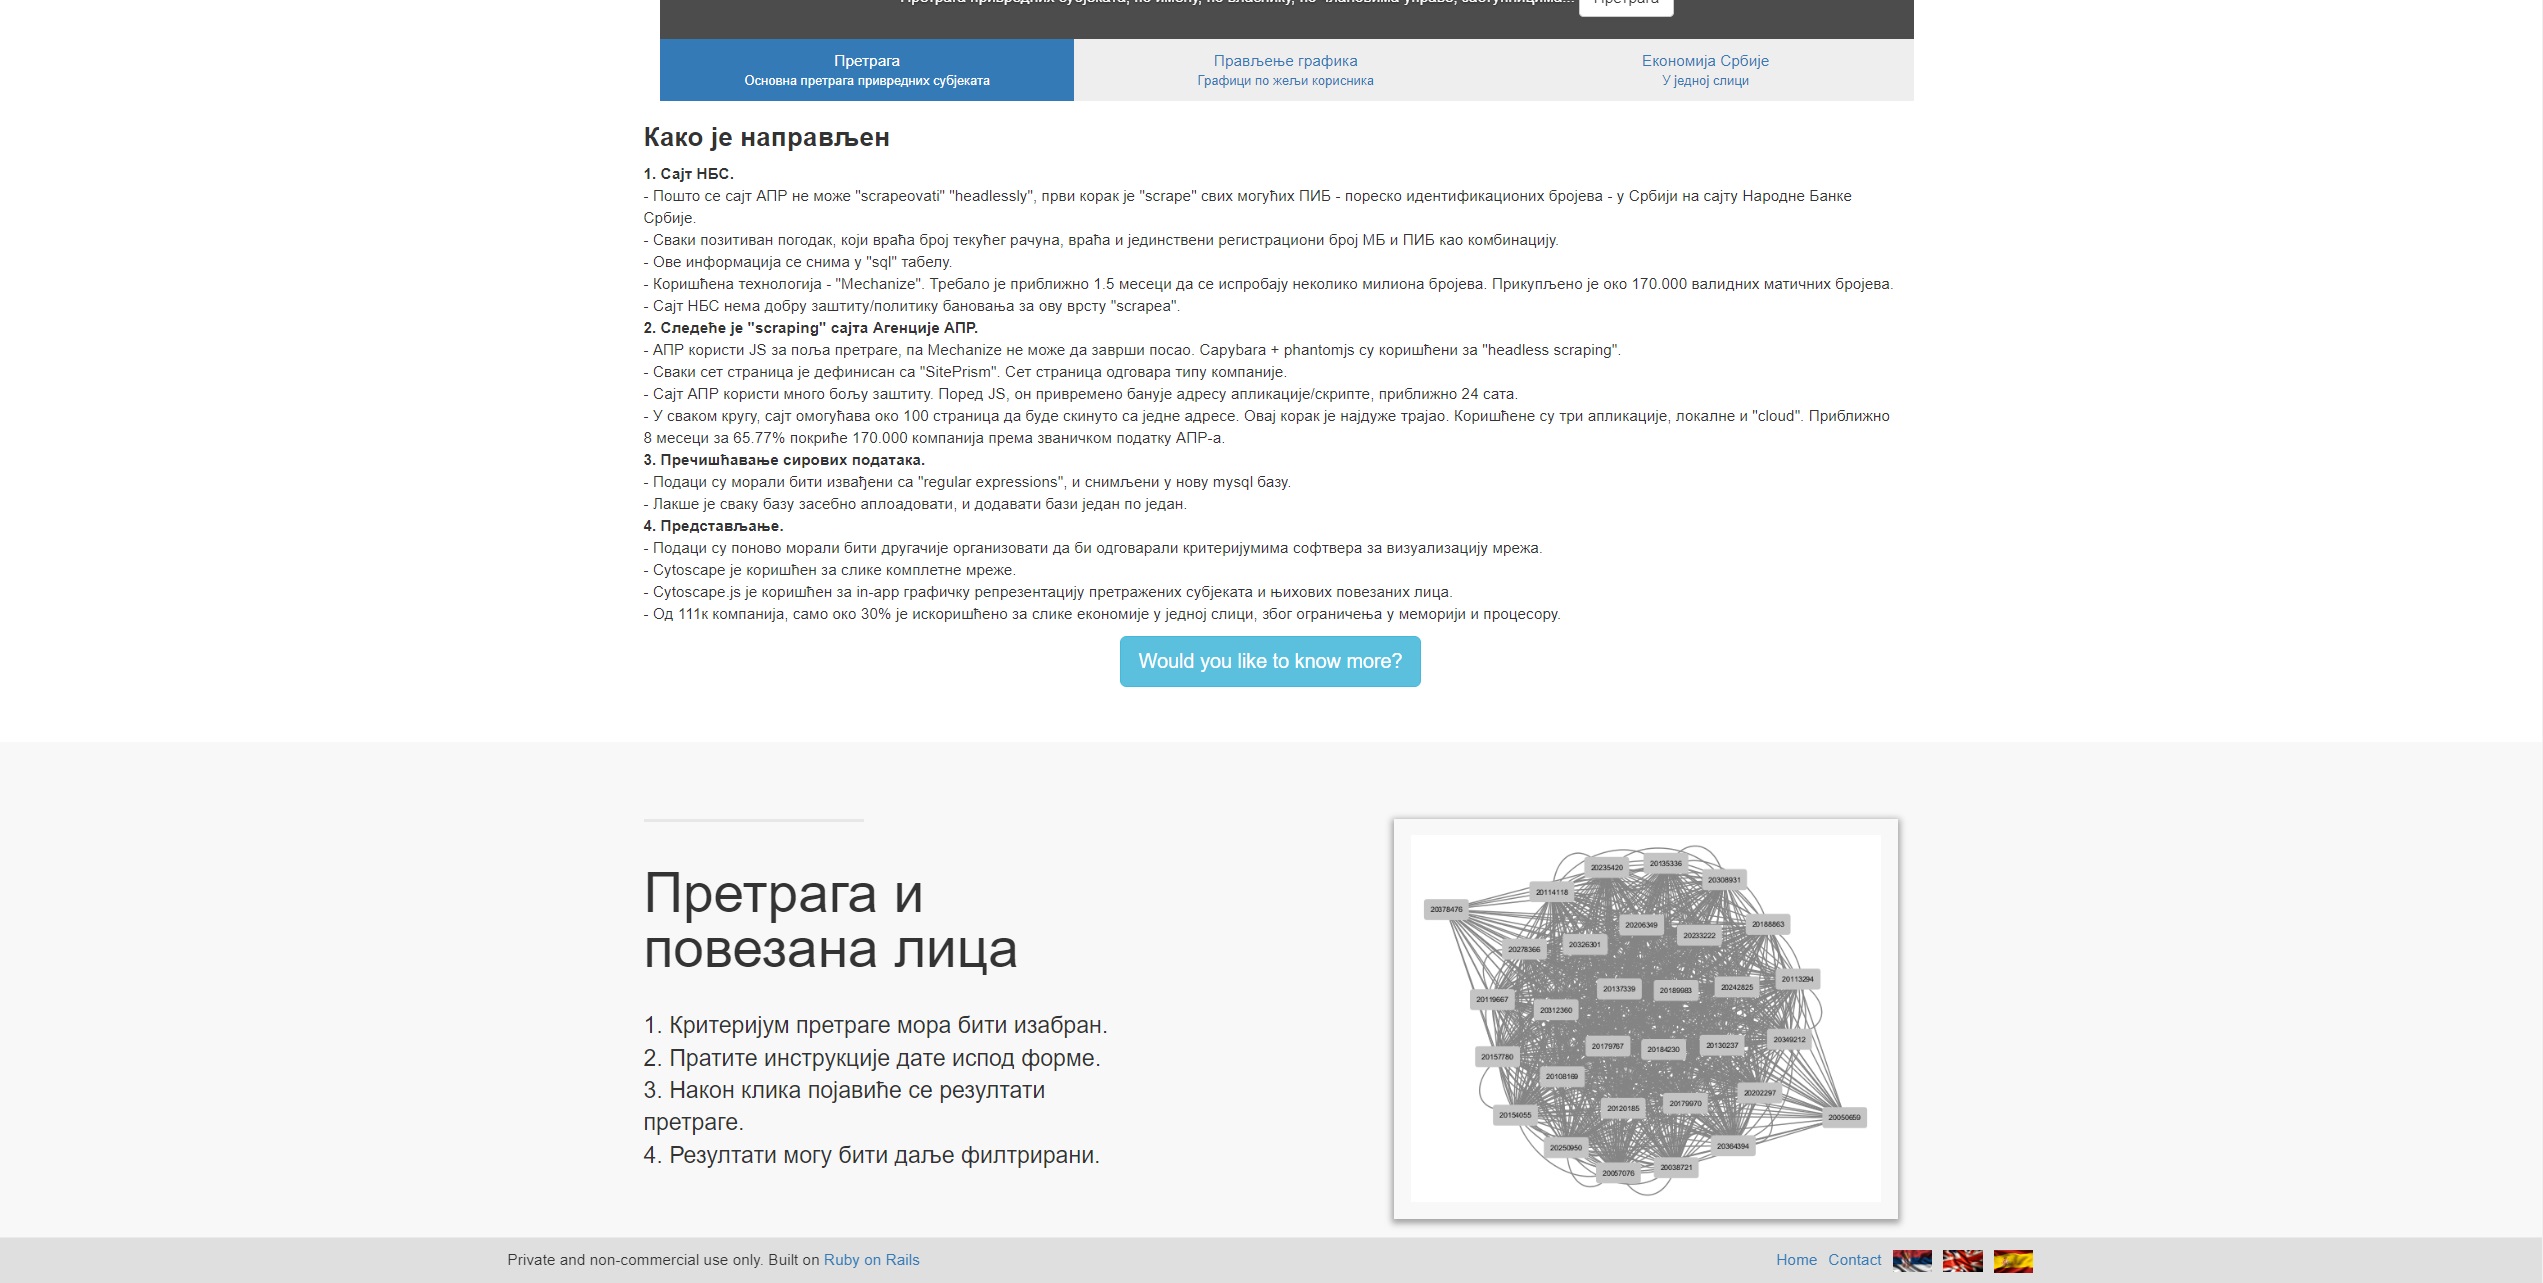 Претрага привредних субјеката, по имену, по власнику, по члановима управе, заступницима... Претрага
Претрага
Основна претрага привредних субјеката
Прављење графика
Графици по жељи корисника
Економија Србије
У једној слици
Како је направљен
1. Сајт НБС.
- Пошто се сајт АПР не може "scrapeovati" "headlessly", први корак је "scrape" свих могућих ПИБ - пореско идентификационих бројева - у Србији на сајту Народне Банке
Србије.
- Сваки позитиван погодак, који враћа број текућег рачуна, враћа и јединствени регистрациони број МБ и ПИБ као комбинацију.
- Ове информација се снима у "sql" табелу.
- Коришћена технологија - "Mechanize". Требало је приближно 1.5 месеци да се испробају неколико милиона бројева. Прикупљено је око 170.000 валидних матичних бројева.
- Сајт НБС нема добру заштиту/политику бановања за ову врсту "scrapea".
2. Следеће је "scraping" сајта Агенције АПР.
- АПР користи JS за поља претраге, па Mechanize не може да заврши посао. Capybara + phantomjs су коришћени за "headless scraping".
- Сваки сет страница је дефинисан са "SitePrism". Сет страница одговара типу компаније.
- Сајт АПР користи много бољу заштиту. Поред JS, он привремено банује адресу апликације/скрипте, приближно 24 сата.
- У сваком кругу, сајт омогућава око 100 страница да буде скинуто са једне адресе. Овај корак је најдуже трајао. Коришћене су три апликације, локалне и "cloud". Приближно
8 месеци за 65.77% покриће 170.000 компанија према званичком податку АПР-а.
3. Пречишћавање сирових података.
- Подаци су морали бити извађени са "regular expressions", и снимљени у нову mysql базу.
- Лакше је сваку базу засебно аплоадовати, и додавати бази један по један.
4. Представљање.
- Подаци су поново морали бити другачије организовати да би одговарали критеријумима софтвера за визуализацију мрежа.
- Cytoscape је коришћен за слике комплетне мреже.
- Cytoscape.js је коришћен за in-app графичку репрезентацију претражених субјеката и њихових повезаних лица.
- Од 111к компанија, само око 30% је искоришћено за слике економије у једној слици, због ограничења у меморији и процесору.
Would you like to know more?
Претрага и
повезана лица
1. Критеријум претраге мора бити изабран.
2. Пратите инструкције дате испод форме.
3. Након клика појавиће се резултати
претраге.
4. Резултати могу бити даље филтрирани.
20235420
20135336
20308931
20114118
20378476
20206349
20188863
20233222
20326301
20278366
20113294
20137339
20189983
20242825
20119667
20312360
20349212
20179767
20184230
20130237
20157780
20108169
20202297
20179970
20120185
20154055
20050659
20250950
20364394
20057076
20038721
Private and non-commercial use only. Built on Ruby on Rails
Home Contact